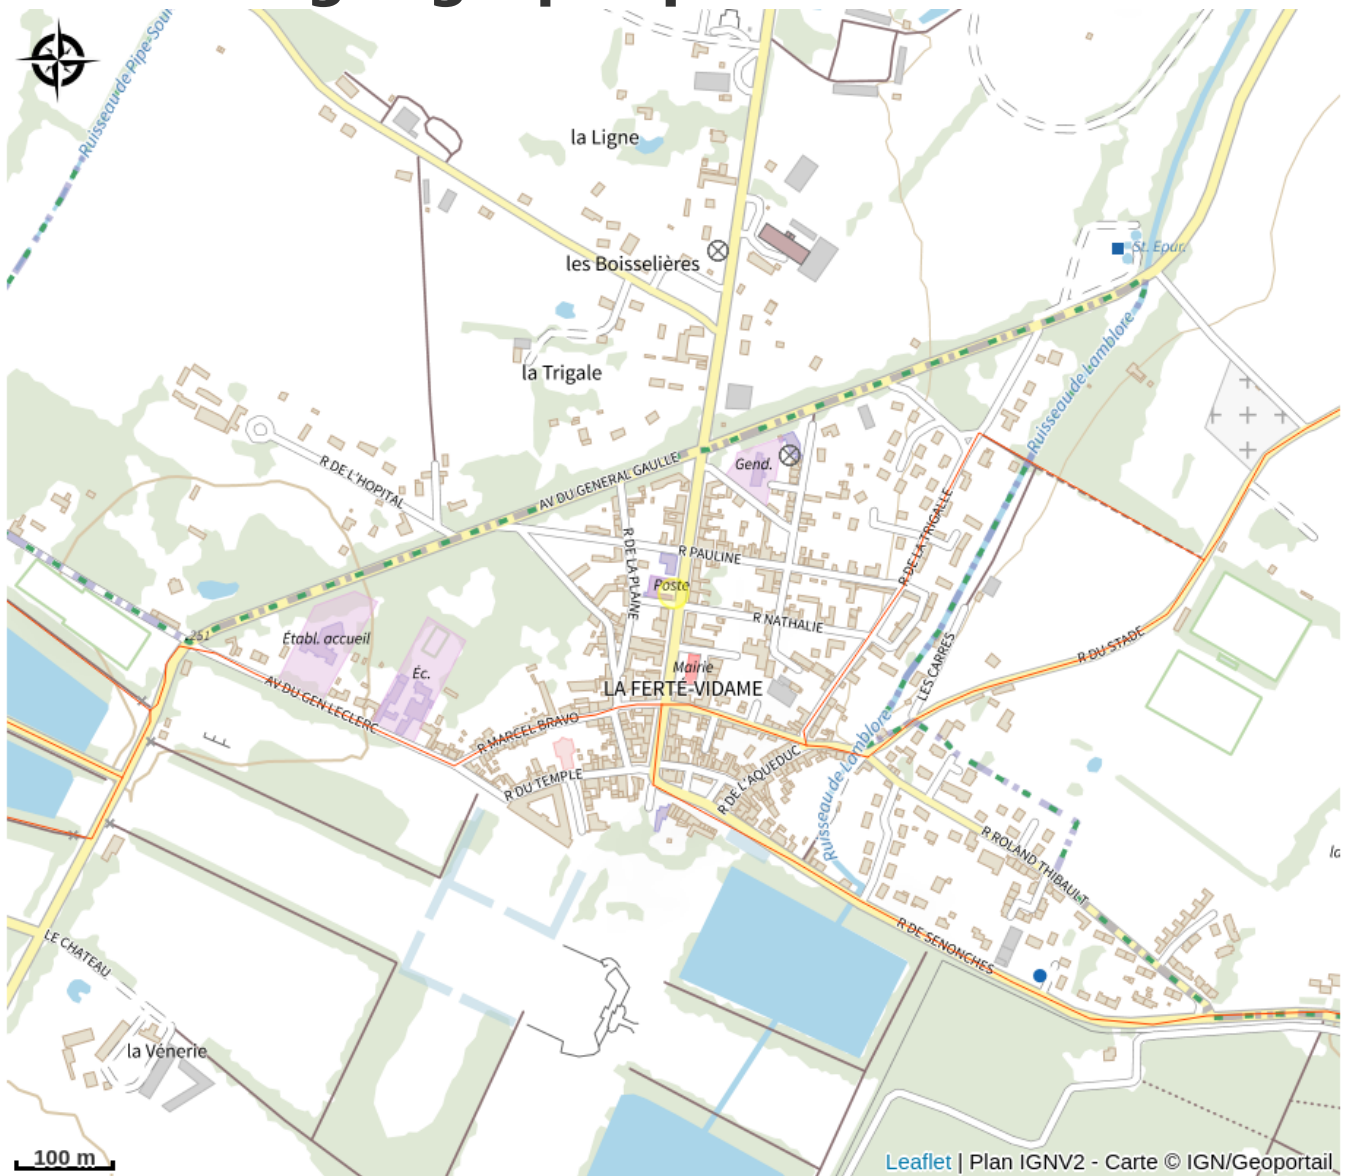 Ruisseau de Pipe-Sour
la Ligne
les Boisselières
St. Epur.
Ruisseau de Lamblore
la Trigale
R DE L'HOPITAL
AV DU GENERAL GAULLE
Gend.
R DE LA PLAINE
R PAULINE
R DE LA TRIGALLE
Poste
R NATHALIE
251
Établ. accueil
Éc.
Mairie
LES CARRES
R DU STADE
LA FERTÉ-VIDAME
AV DU GEN LECLERC
R MARCEL BRAVO
R DU TEMPLE
R DE L'AQUEDUC
Ruisseau de Lamblore
R ROLAND THIBAULT
la
LE CHATEAU
R DE SENONCHES
la Vénerie
100 m
Leaflet | Plan IGNV2 - Carte © IGN/Geoportail